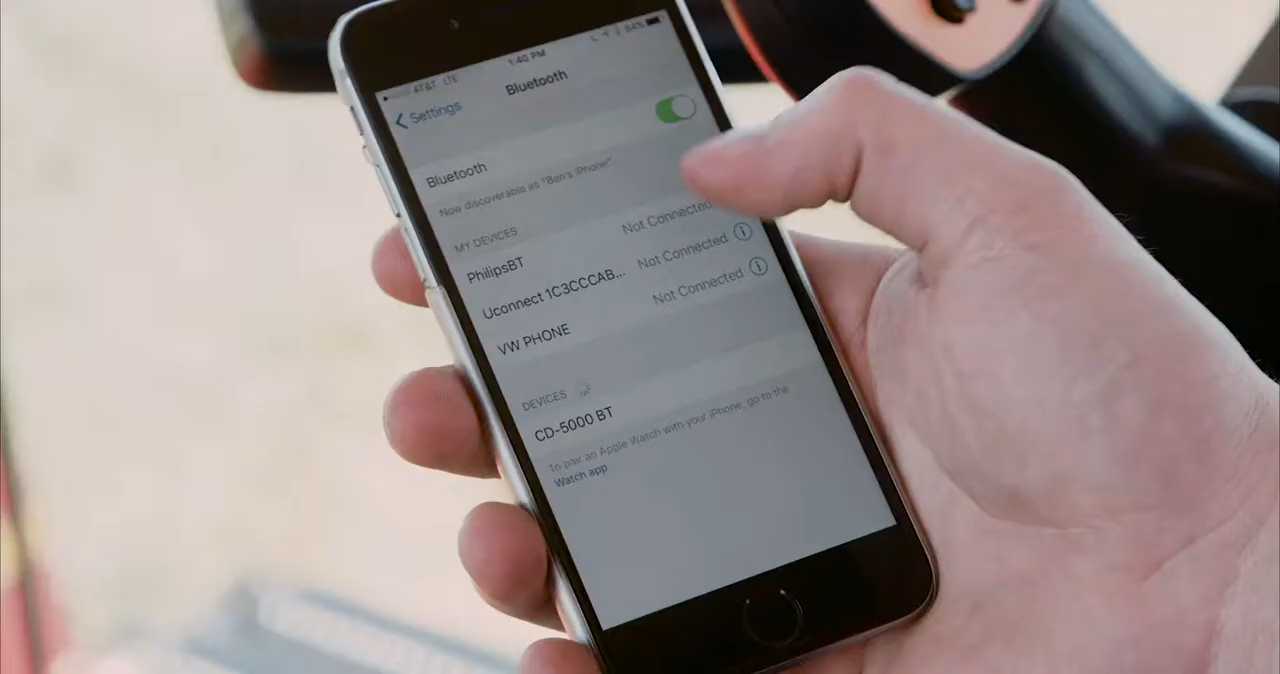 AT&T LTE 1:40 PM 84%
Settings Bluetooth
Bluetooth
Now discoverable as "Ben's iPhone"
MY DEVICES
PhilipsBT Not Connected
Uconnect 1C3CCCAB... Not Connected
VW PHONE Not Connected
DEVICES
CD-5000 BT
To pair an Apple Watch with your iPhone, go to the
Watch app